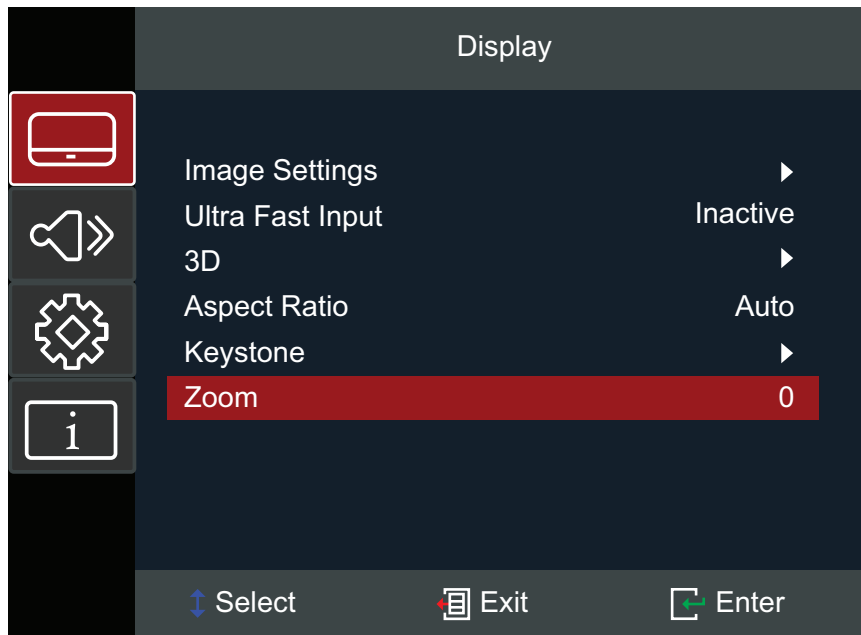 Display
Image Settings
Ultra Fast Input Inactive
3D
Aspect Ratio Auto
Keystone
Zoom 0
i
Select Exit Enter